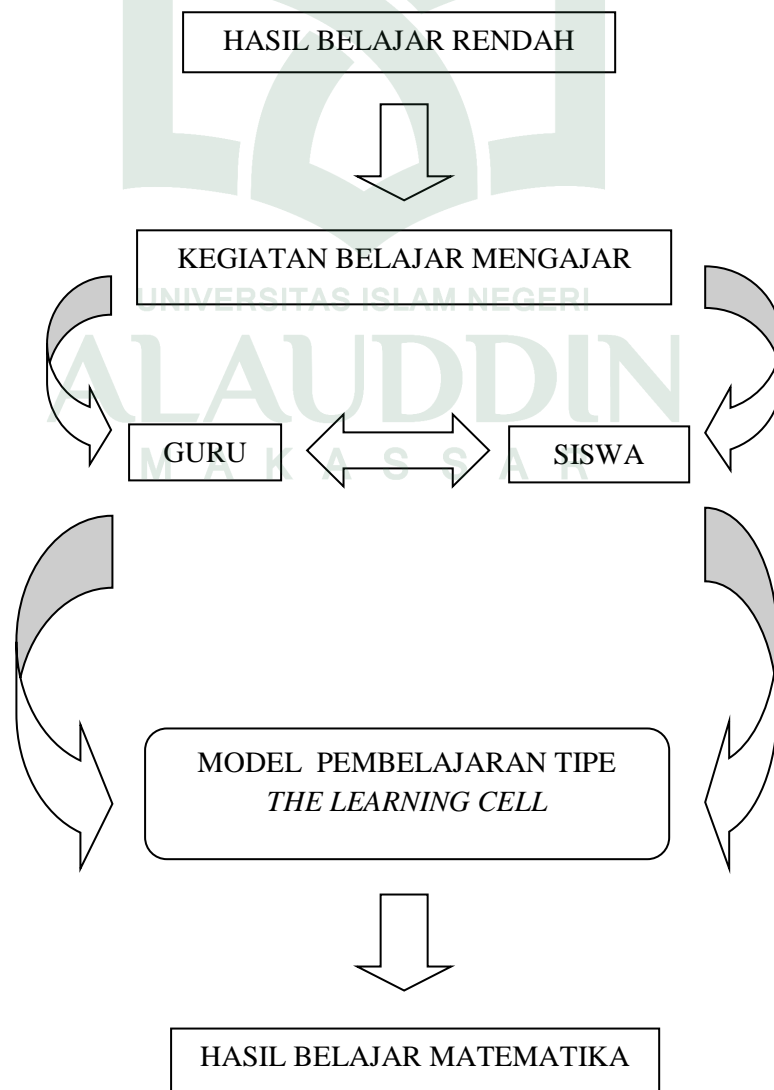 HASIL BELAJAR RENDAH
KEGIATAN BELAJAR MENGAJAR
UNIVERSITAS ISLAM NEGERI
ALAUDDIN
GURU
SISWA
MAKASSAR
MODEL PEMBELAJARAN TIPE
THE LEARNING CELL
HASIL BELAJAR MATEMATIKA